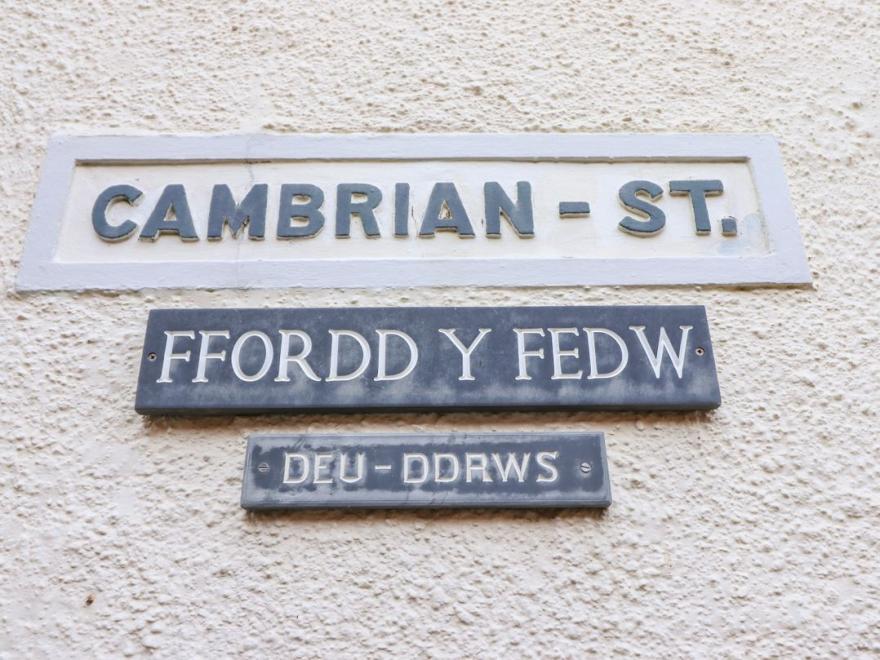 CAMBRIAN - ST.
FFORDD Y FEDW
DEU-DDRWS